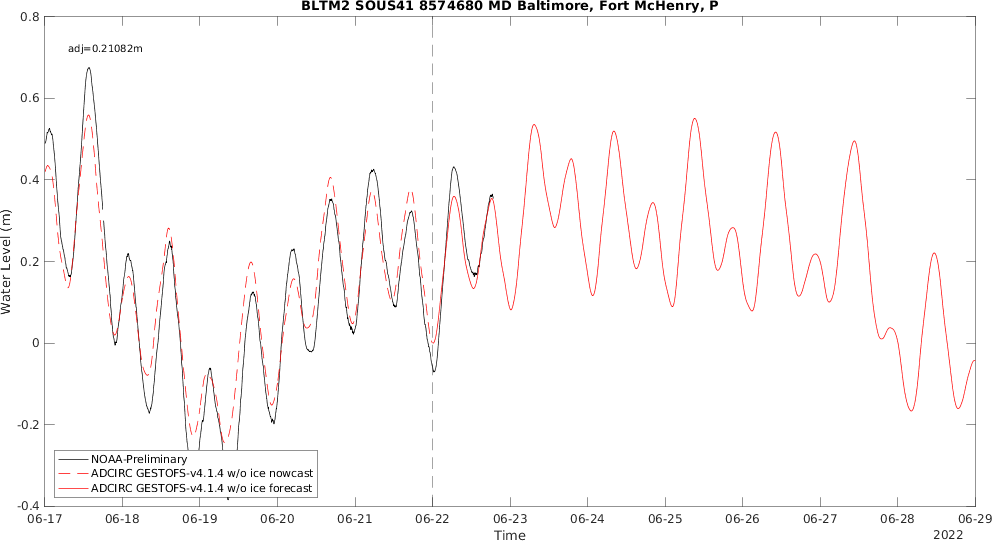 BLTM2 SOUS41 8574680 MD Baltimore, Fort McHenry, P
adj=0.21082m
0.8
0.6
0.4
0.2
0
-0.2
-0.4
Water Level (m)
NOAA-Preliminary
ADCIRC GESTOFS-v4.1.4 w/o ice nowcast
ADCIRC GESTOFS-v4.1.4 w/o ice forecast
06-17 06-18 06-19 06-20 06-21 06-22 06-23 06-24 06-25 06-26 06-27 06-28 06-29
Time
2022